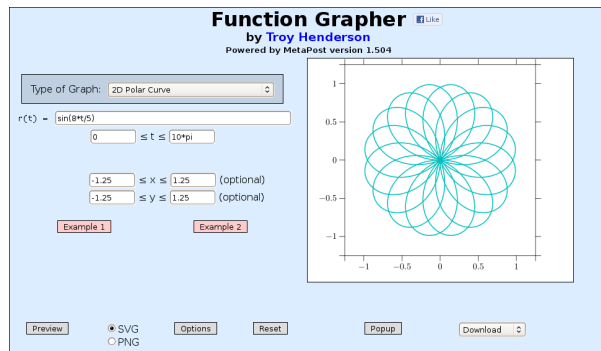 Function Grapher Like
by Troy Henderson
Powered by MetaPost version 1.504
Type of Graph: 2D Polar Curve
r(t) = sin(8*t/5)
0 ≤ t ≤ 10*pi
-1.25 ≤ x ≤ 1.25 (optional)
-1.25 ≤ y ≤ 1.25 (optional)
Example 1 Example 2
1
0.5
0
−0.5
−1
−1 −0.5 0 0.5 1
Preview SVG Options Reset Popup Download
PNG